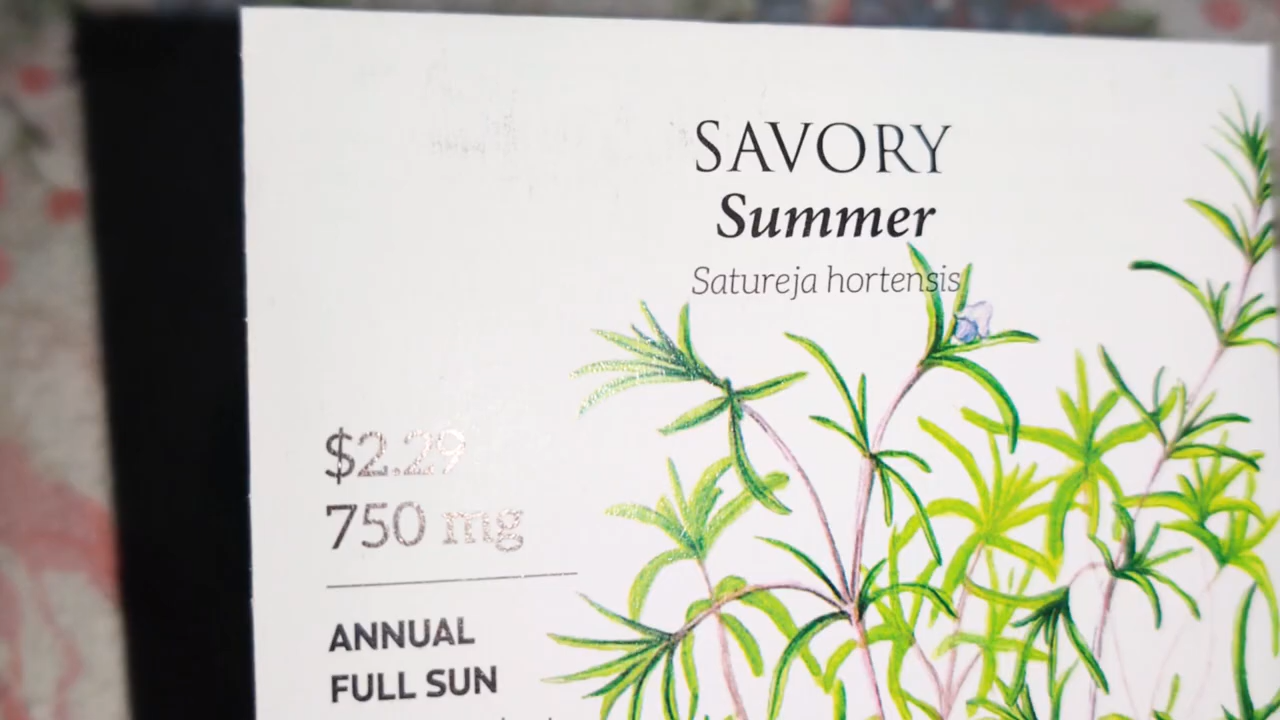 SAVORY
Summer
Satureja hortensis
$2.29
750 mg
ANNUAL
FULL SUN